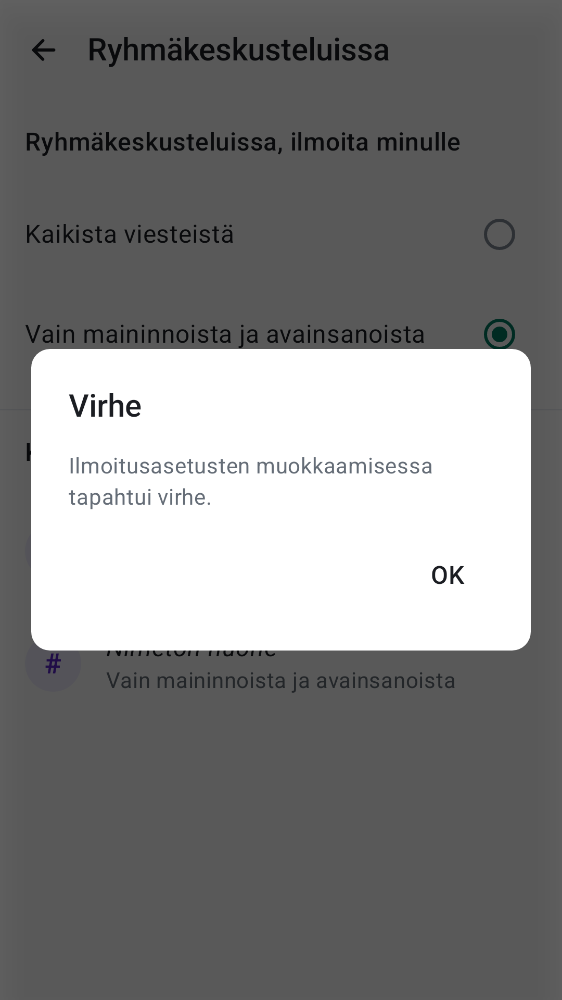 Ryhmäkeskusteluissa
Ryhmäkeskusteluissa, ilmoita minulle
Kaikista viesteistä
Vain maininnoista ja avainsanoista
Virhe
Ilmoitusasetusten muokkaamisessa
tapahtui virhe.
OK
#
Nimetön huone
Vain maininnoista ja avainsanoista